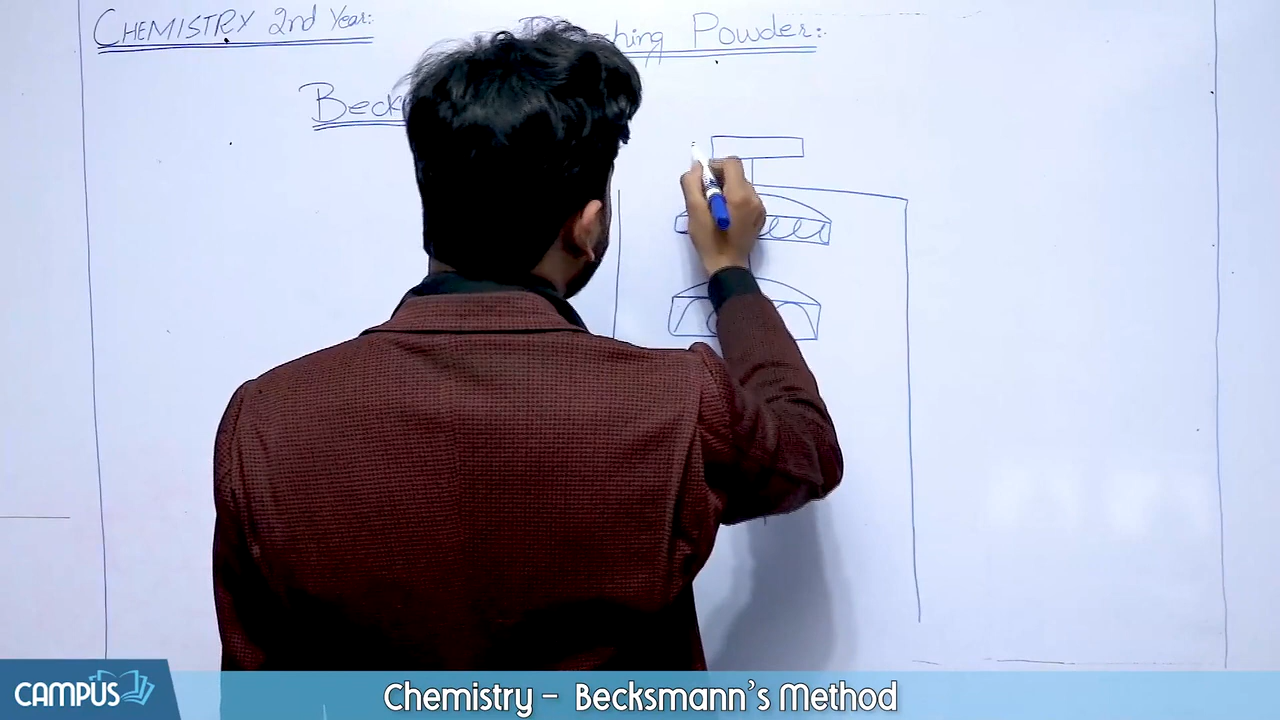 CHEMISTRY 2nd Year:
Powder:
CAMPUS
Chemistry - Becksmann's Method